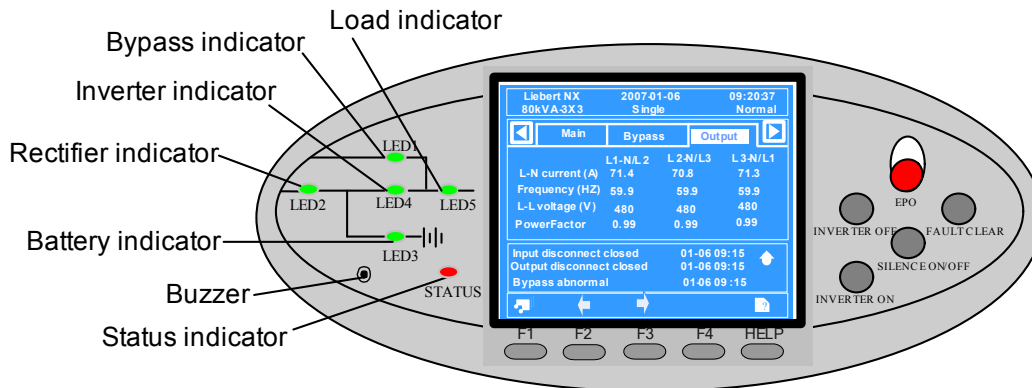 Load indicator
Bypass indicator
Inverter indicator
Rectifier indicator
Battery indicator
Buzzer
Status indicator
LED1
LED2
LED4
LED5
LED3
STATUS
Liebert NX 2007-01-06 09:20:37
80kVA-3X3 Single Normal
Main Bypass Output
L1-N/L2 L2-N/L3 L3-N/L1
L-N current (A) 71.4 70.8 71.3
Frequency (HZ) 59.9 59.9 59.9
L-L voltage (V) 480 480 480
PowerFactor 0.99 0.99 0.99
Input disconnect closed 01-06 09:15
Output disconnect closed 01-06 09:15
Bypass abnormal 01-06 09:15
?
F1 F2 F3 F4 HELP
EPO
INVERTER OFF FAULT CLEAR
SILENCE ON/OFF
INVERTER ON